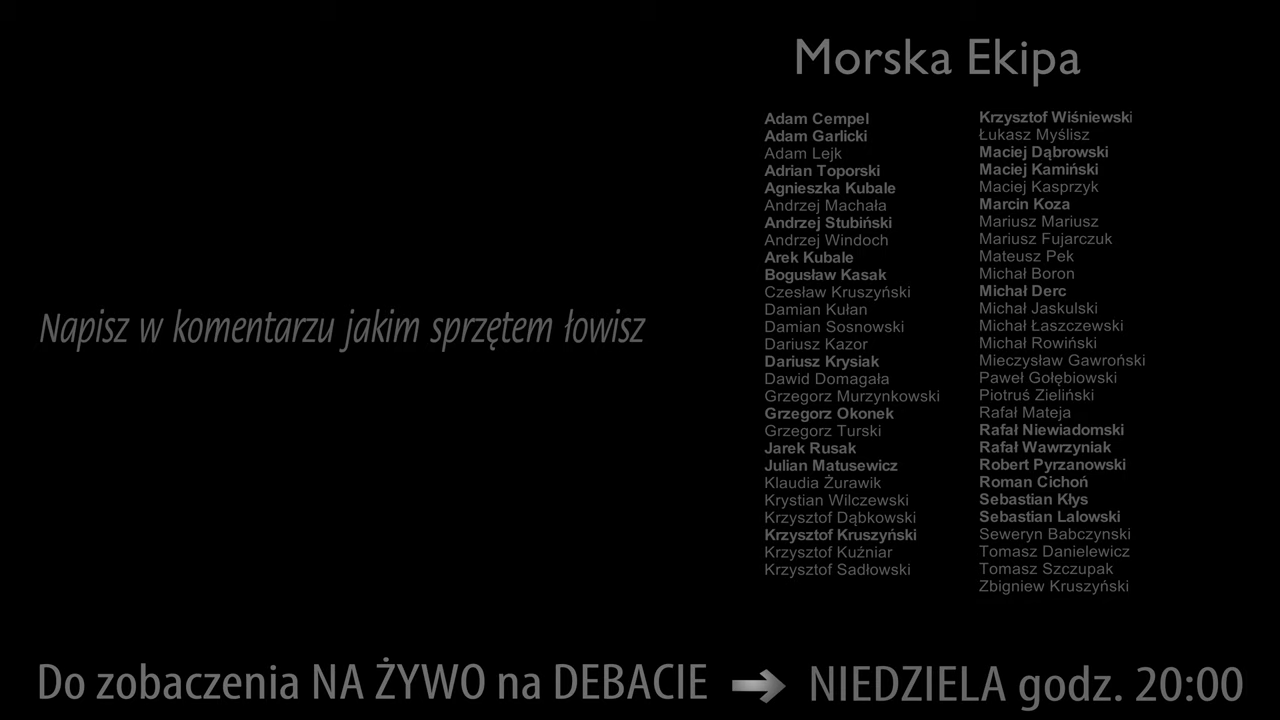 Morska Ekipa
Adam Cempel
Adam Garlicki
Adam Lejk
Adrian Toporski
Agnieszka Kubale
Andrzej Machała
Andrzej Stubiński
Andrzej Windoch
Arek Kubale
Bogusław Kasak
Czesław Kruszyński
Damian Kułan
Damian Sosnowski
Dariusz Kazor
Dariusz Krysiak
Dawid Domagała
Grzegorz Murzynkowski
Grzegorz Okonek
Grzegorz Turski
Jarek Rusak
Julian Matusewicz
Klaudia Żurawik
Krystian Wilczewski
Krzysztof Dąbkowski
Krzysztof Kruszyński
Krzysztof Kuźniar
Krzysztof Sadłowski
Krzysztof Wiśniewski
Łukasz Myślisz
Maciej Dąbrowski
Maciej Kamiński
Maciej Kasprzyk
Marcin Koza
Mariusz Mariusz
Mariusz Fujarczuk
Mateusz Pek
Michał Boron
Michał Derc
Michał Jaskulski
Michał Łaszczewski
Michał Rowiński
Mieczysław Gawroński
Paweł Gołębiowski
Piotruś Zieliński
Rafał Mateja
Rafał Niewiadomski
Rafał Wawrzyniak
Robert Pyrzanowski
Roman Cichoń
Sebastian Kłys
Sebastian Lalowski
Seweryn Babczynski
Tomasz Danielewicz
Tomasz Szczupak
Zbigniew Kruszyński
Napisz w komentarzu jakim sprzętem łowisz
Do zobaczenia NA ŻYWO na DEBACIE → NIEDZIELA godz. 20:00